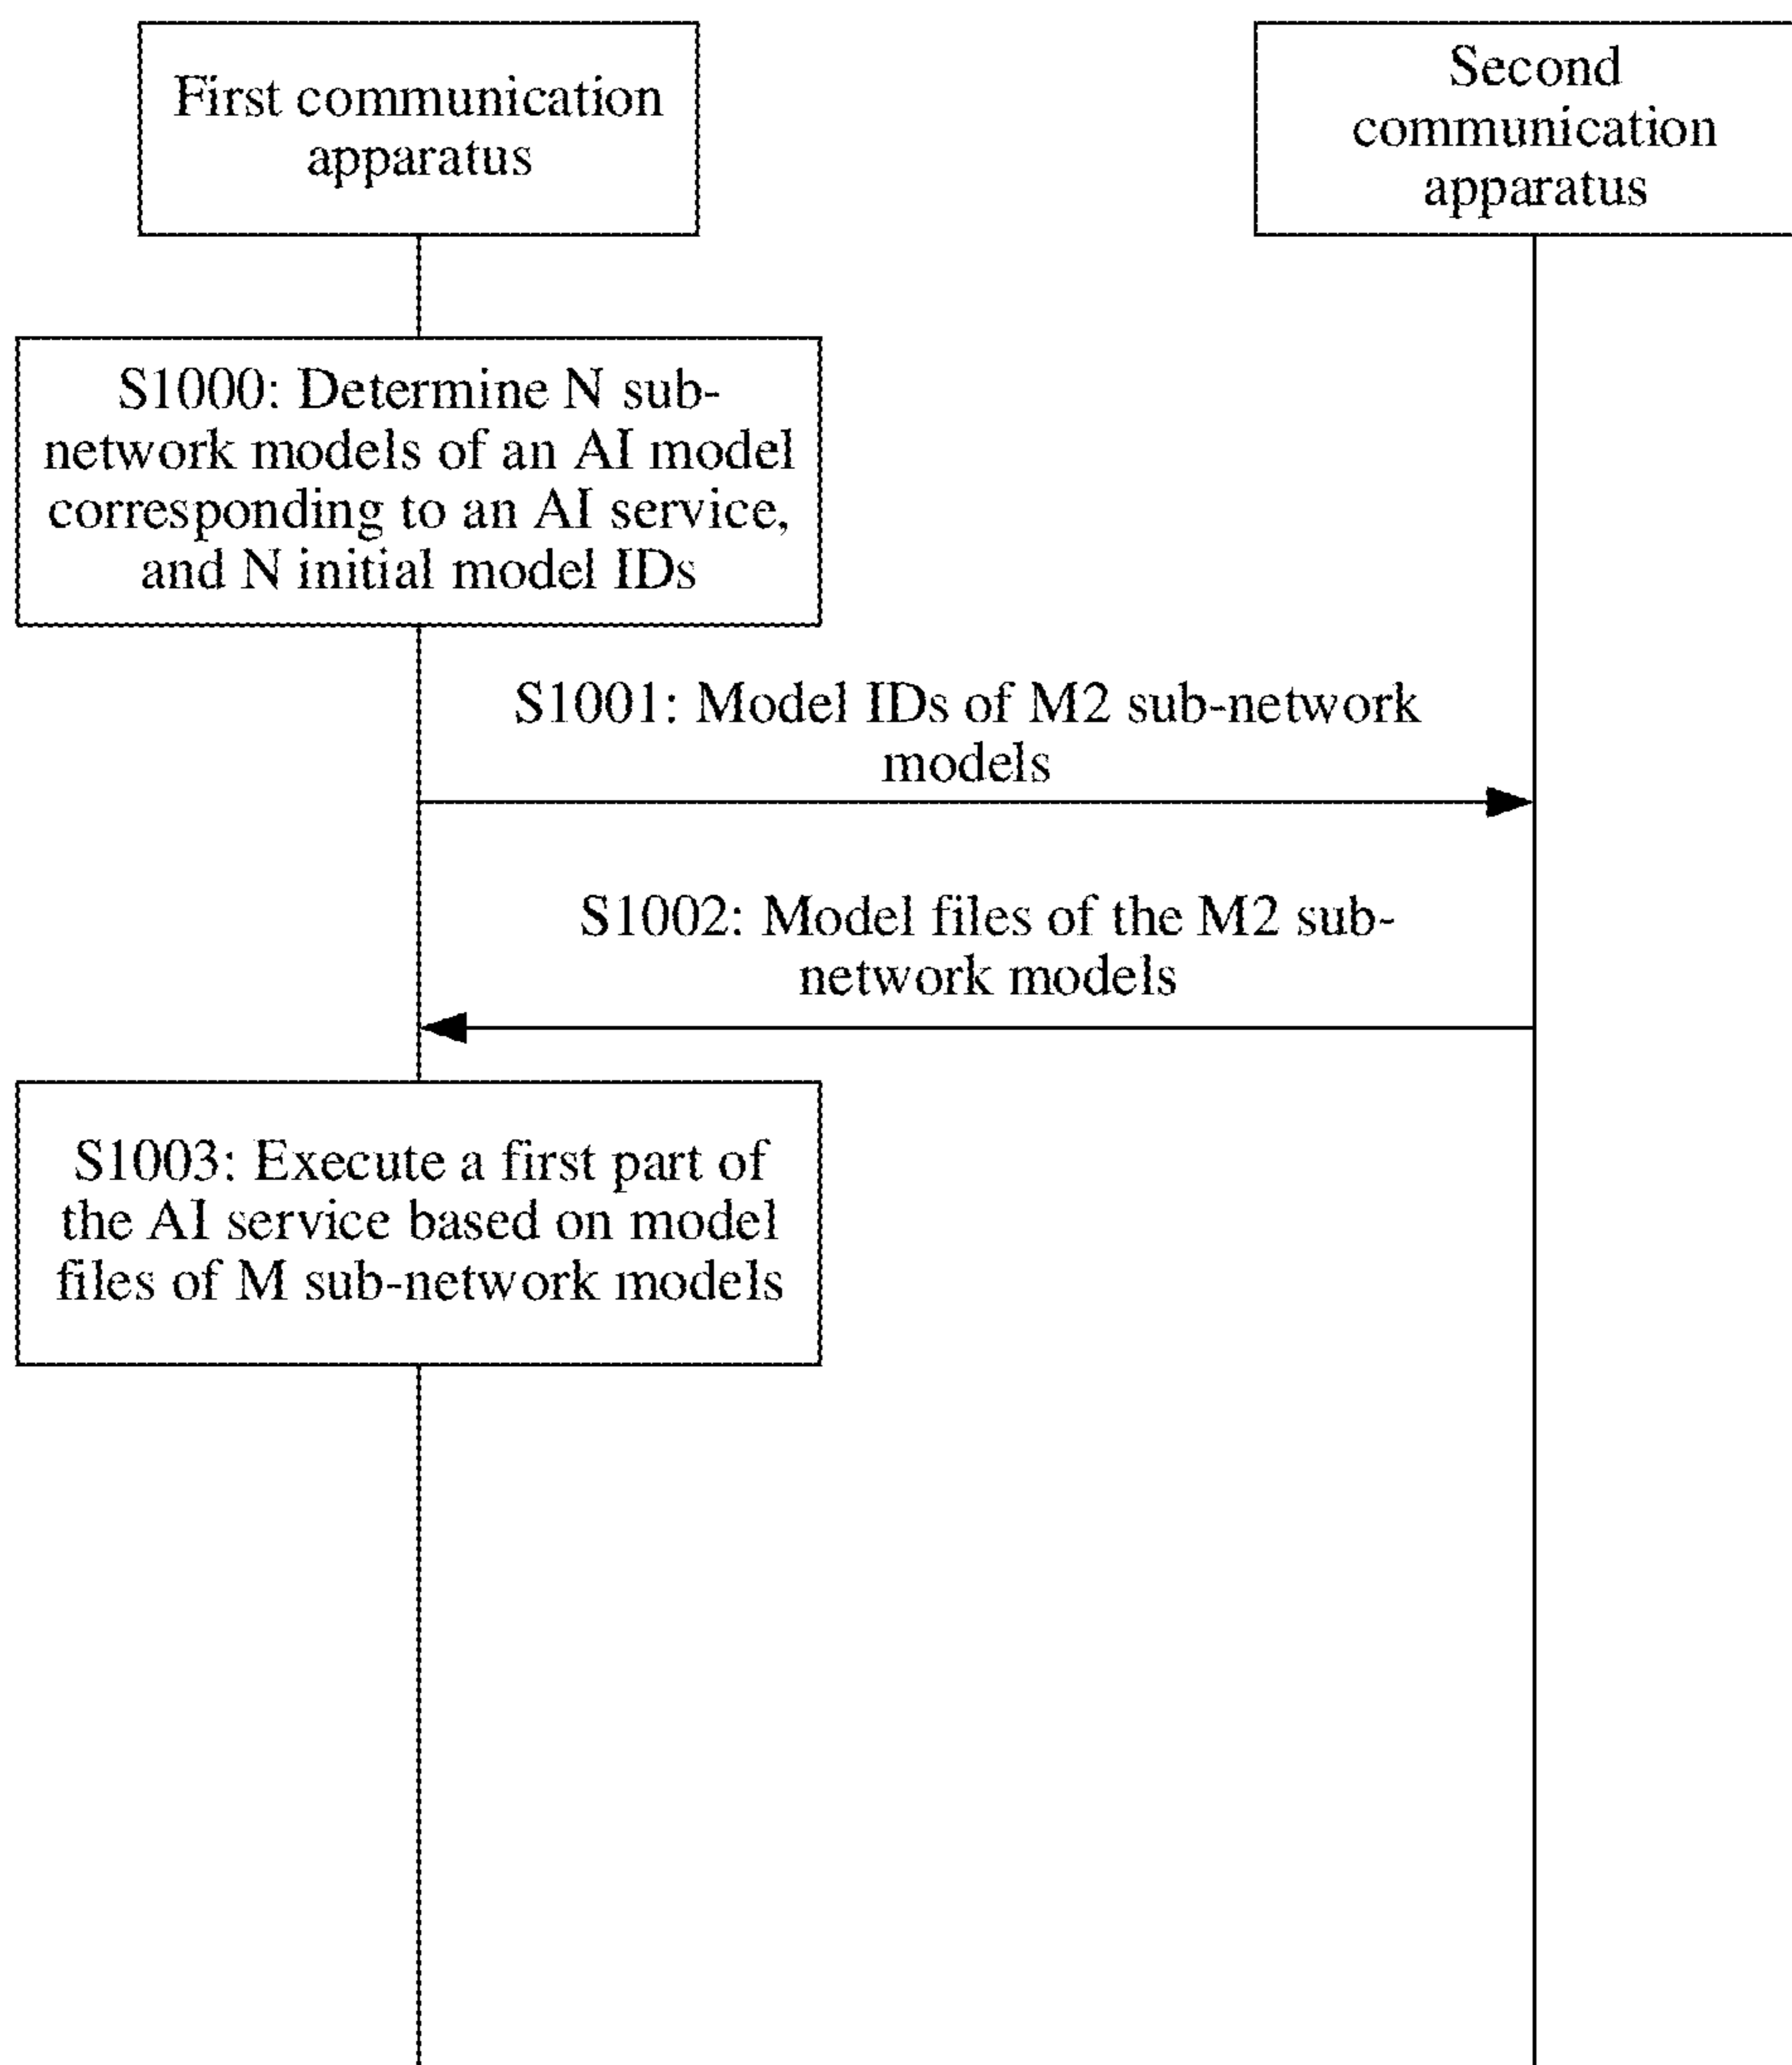 First communication
apparatus
Second
communication
apparatus
S1000: Determine N sub-
network models of an AI model
corresponding to an AI service,
and N initial model IDs
S1001: Model IDs of M2 sub-network
models
S1002: Model files of the M2 sub-
network models
S1003: Execute a first part of
the AI service based on model
files of M sub-network models